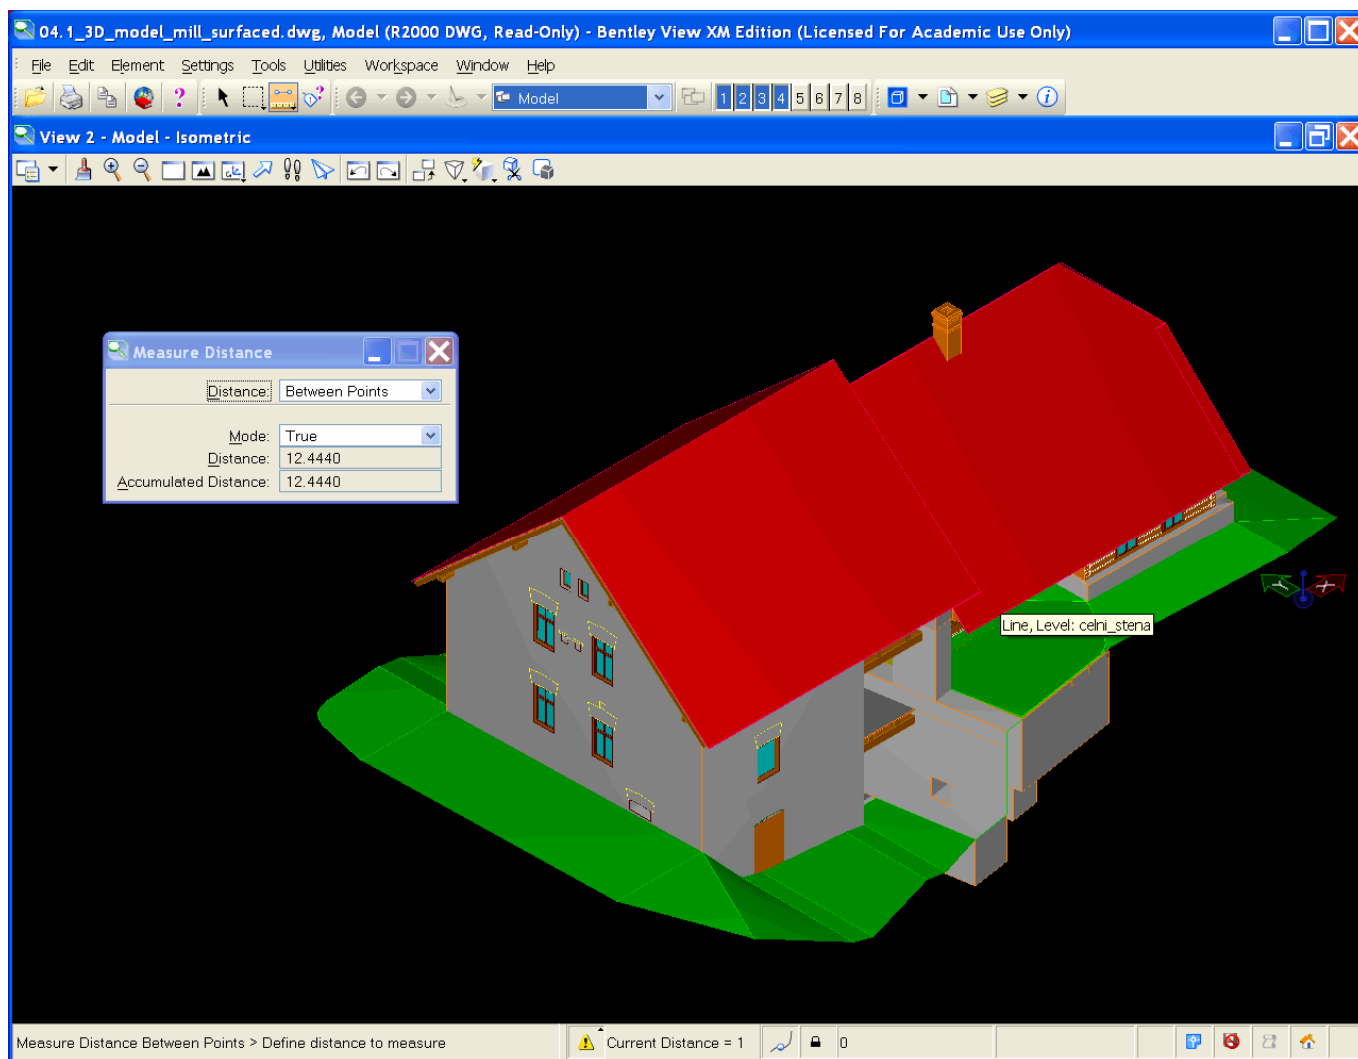 04.1_3D_model_mill_surfaced.dwg, Model (R2000 DWG, Read-Only) - Bentley View XM Edition (Licensed For Academic Use Only)
File Edit Element Settings Tools Utilities Workspace Window Help
? ? Model 1 2 3 4 5 6 7 8 i
View 2 - Model - Isometric
Measure Distance
Distance: Between Points
Mode: True
Distance: 12.4440
Accumulated Distance: 12.4440
Line, Level: celni_stena
Y X
Measure Distance Between Points > Define distance to measure Current Distance = 1 0